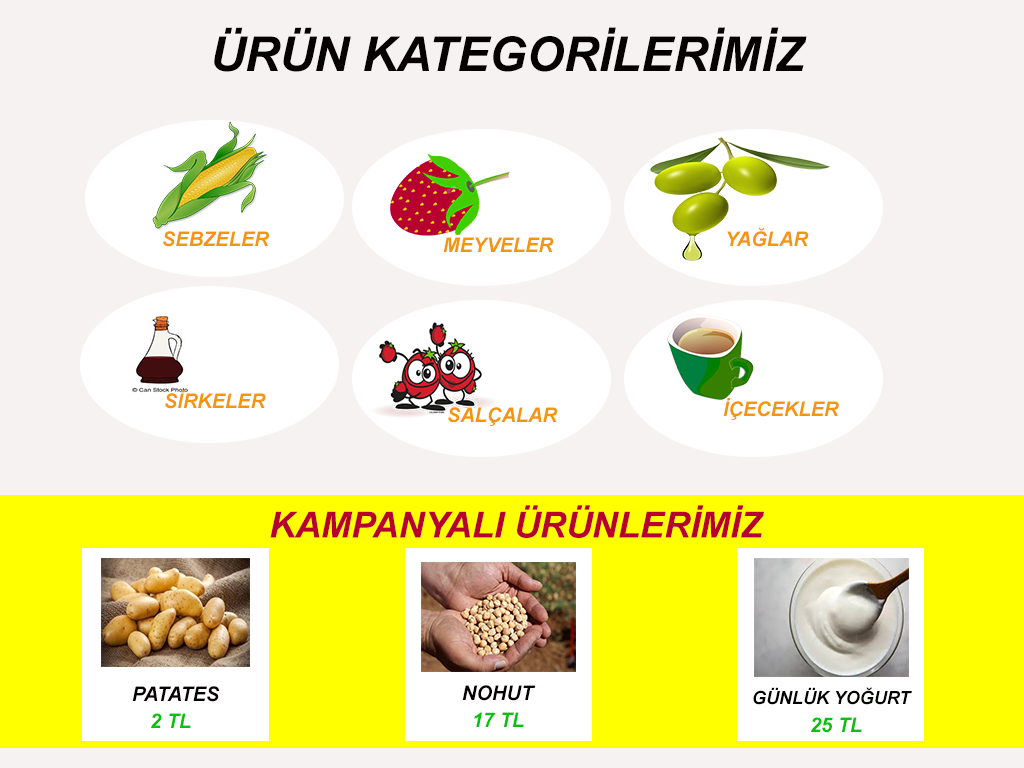 ÜRÜN KATEGORİLERİMİZ
SEBZELER
MEYVELER
YAĞLAR
© Can Stock Photo
SİRKELER
SALÇALAR
İÇECEKLER
KAMPANYALI ÜRÜNLERİMİZ
PATATES
2 TL
NOHUT
17 TL
GÜNLÜK YOĞURT
25 TL